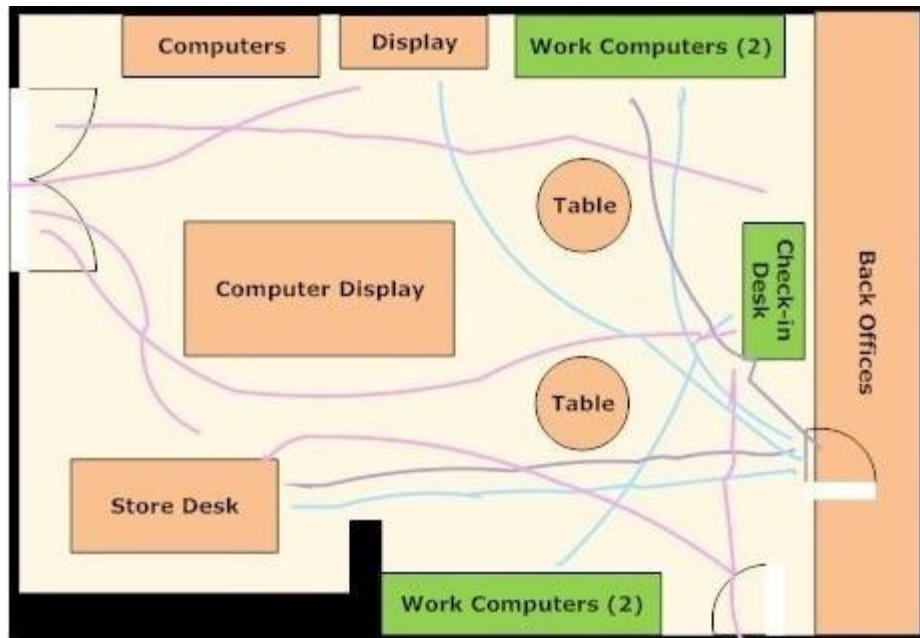 Computers
Display
Work Computers (2)
Table
Check-in
Desk
Computer Display
Back Offices
Table
Store Desk
Work Computers (2)